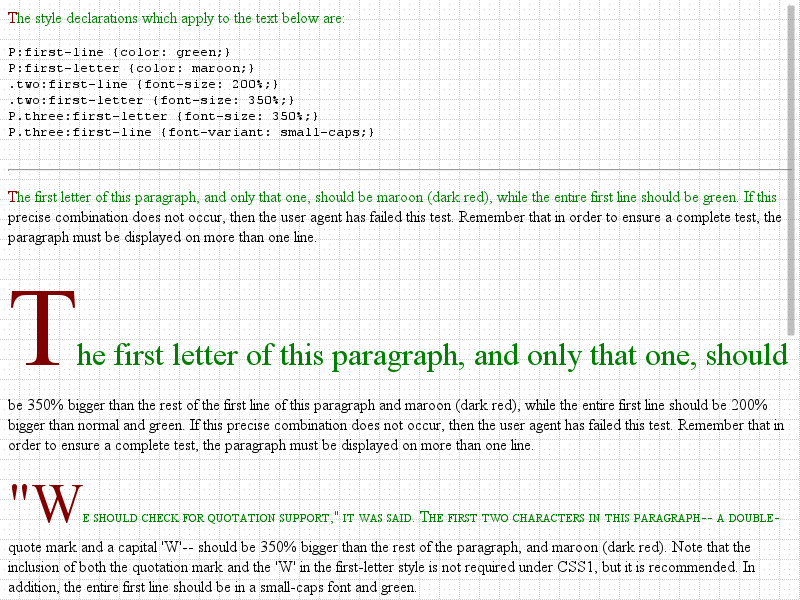 The style declarations which apply to the text below are:
P:first-line {color: green;}
P:first-letter {color: maroon;}
.two:first-line {font-size: 200%;}
.two:first-letter {font-size: 350%;}
P.three:first-letter {font-size: 350%;}
P.three:first-line {font-variant: small-caps;}
The first letter of this paragraph, and only that one, should be maroon (dark red), while the entire first line should be green. If this
precise combination does not occur, then the user agent has failed this test. Remember that in order to ensure a complete test, the
paragraph must be displayed on more than one line.
The first letter of this paragraph, and only that one, should
be 350% bigger than the rest of the first line of this paragraph and maroon (dark red), while the entire first line should be 200%
bigger than normal and green. If this precise combination does not occur, then the user agent has failed this test. Remember that in
order to ensure a complete test, the paragraph must be displayed on more than one line.
"We should check for quotation support," it was said. The first two characters in this paragraph-- a double-
quote mark and a capital 'W'-- should be 350% bigger than the rest of the paragraph, and maroon (dark red). Note that the
inclusion of both the quotation mark and the 'W' in the first-letter style is not required under CSS1, but it is recommended. In
addition, the entire first line should be in a small-caps font and green.